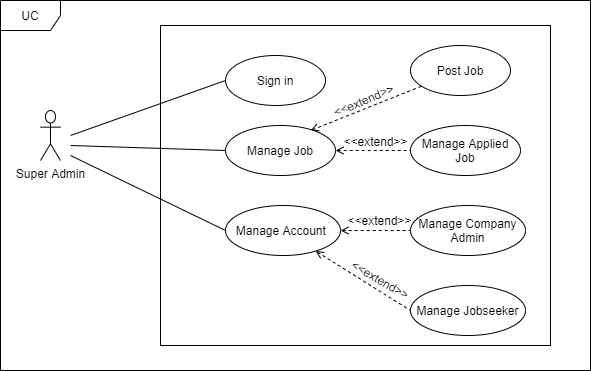 UC
Sign in
Post Job
<<extend>>
Manage Job
<<extend>>
Manage Applied
Job
Super Admin
Manage Account
<<extend>>
Manage Company
Admin
<<extend>>
Manage Jobseeker